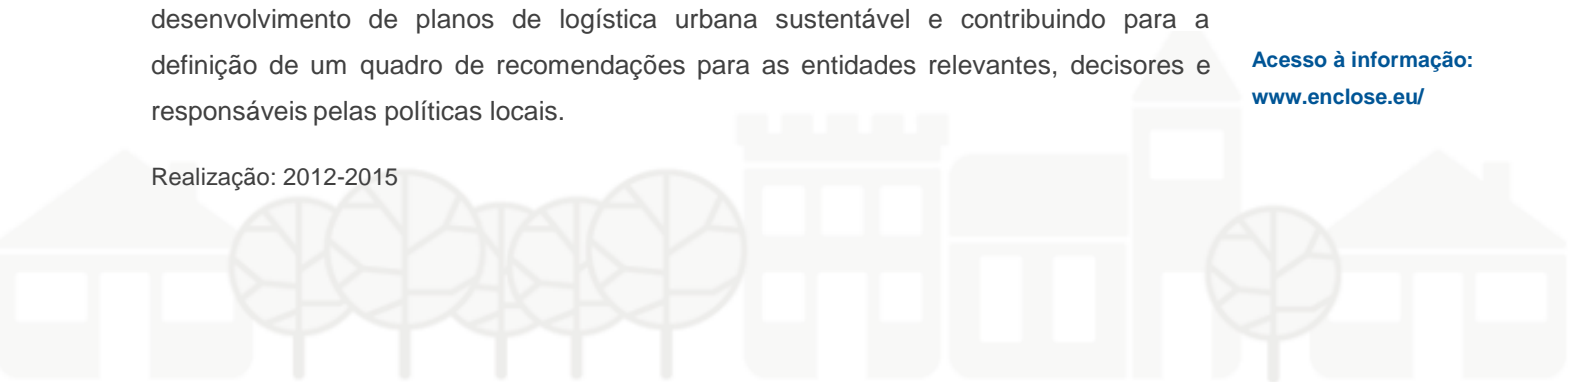 desenvolvimento de planos de logística urbana sustentável e contribuindo para a
definição de um quadro de recomendações para as entidades relevantes, decisores e
responsáveis pelas políticas locais.
Realização: 2012-2015
Acesso à informação:
www.enclose.eu/